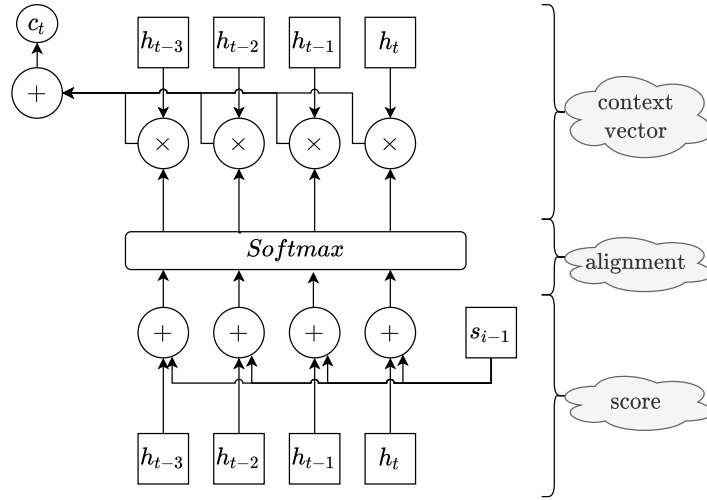 c_t
h_{t-3} h_{t-2} h_{t-1} h_t
+
context
vector
× × × ×
Softmax
alignment
+ + + +
s_{i-1}
score
h_{t-3} h_{t-2} h_{t-1} h_t